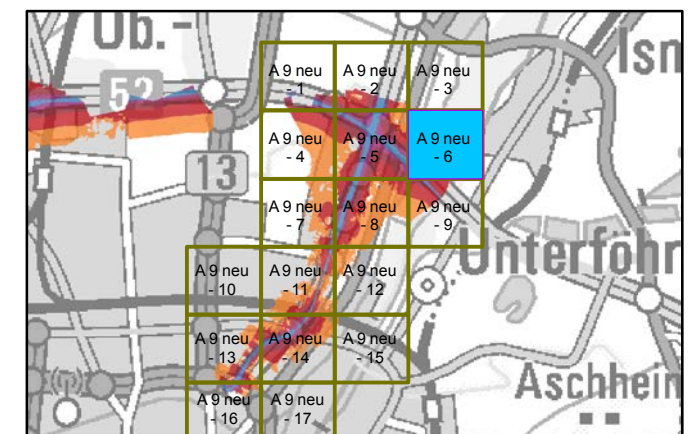 Ob.-
Isn
52
A 9 neu - 1
A 9 neu - 2
A 9 neu - 3
A 9 neu - 4
A 9 neu - 5
A 9 neu - 6
13
A 9 neu - 7
A 9 neu - 8
A 9 neu - 9
Unterföhr
A 9 neu - 10
A 9 neu - 11
A 9 neu - 12
A 9 neu - 13
A 9 neu - 14
A 9 neu - 15
Aschhein
A 9 neu - 16
A 9 neu - 17